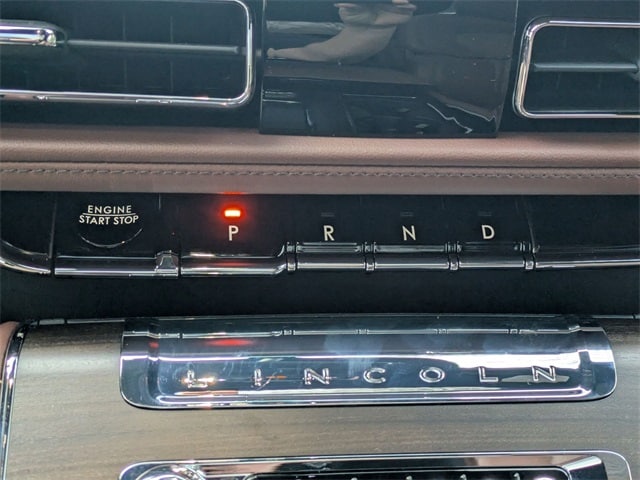 ENGINE
START STOP
P R N D
LINCOLN